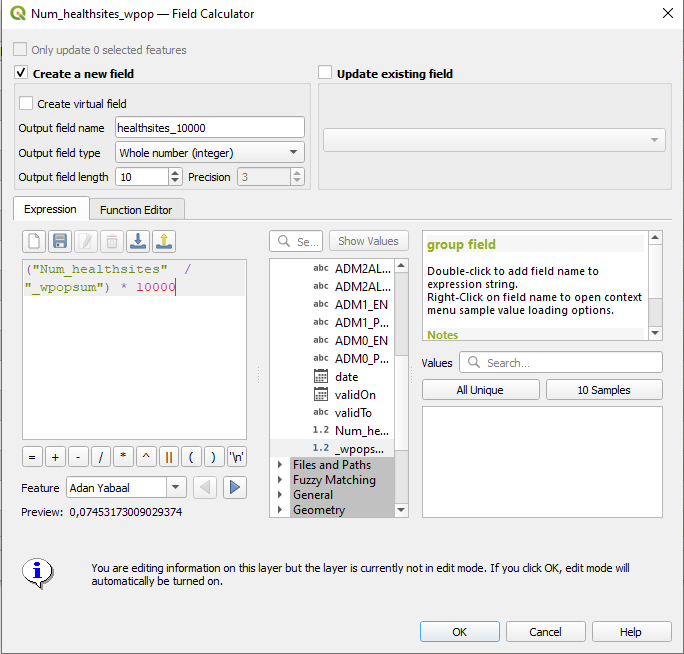 Num_healthsites_wpop — Field Calculator
Only update 0 selected features
Create a new field
Update existing field
Create virtual field
Output field name
healthsites_10000
Output field type
Whole number (integer)
Output field length
10
Precision
3
Expression
Function Editor
Se...
Show Values
("Num_healthsites" /
"_wpopsum") * 10000
abc ADM2AL...
abc ADM2AL...
abc ADM1_EN
abc ADM1_P...
abc ADM0_EN
abc ADM0_P...
date
validOn
abc validTo
1.2 Num_he...
1.2 _wpops...
Files and Paths
Fuzzy Matching
General
Geometry
group field
Double-click to add field name to
expression string.
Right-Click on field name to open context
menu sample value loading options.
Notes
Values
Search...
All Unique
10 Samples
= + - / * ^ || ( ) '\n'
Feature
Adan Yabaal
Preview: 0,07453173009029374
You are editing information on this layer but the layer is currently not in edit mode. If you click OK, edit mode will
automatically be turned on.
OK
Cancel
Help